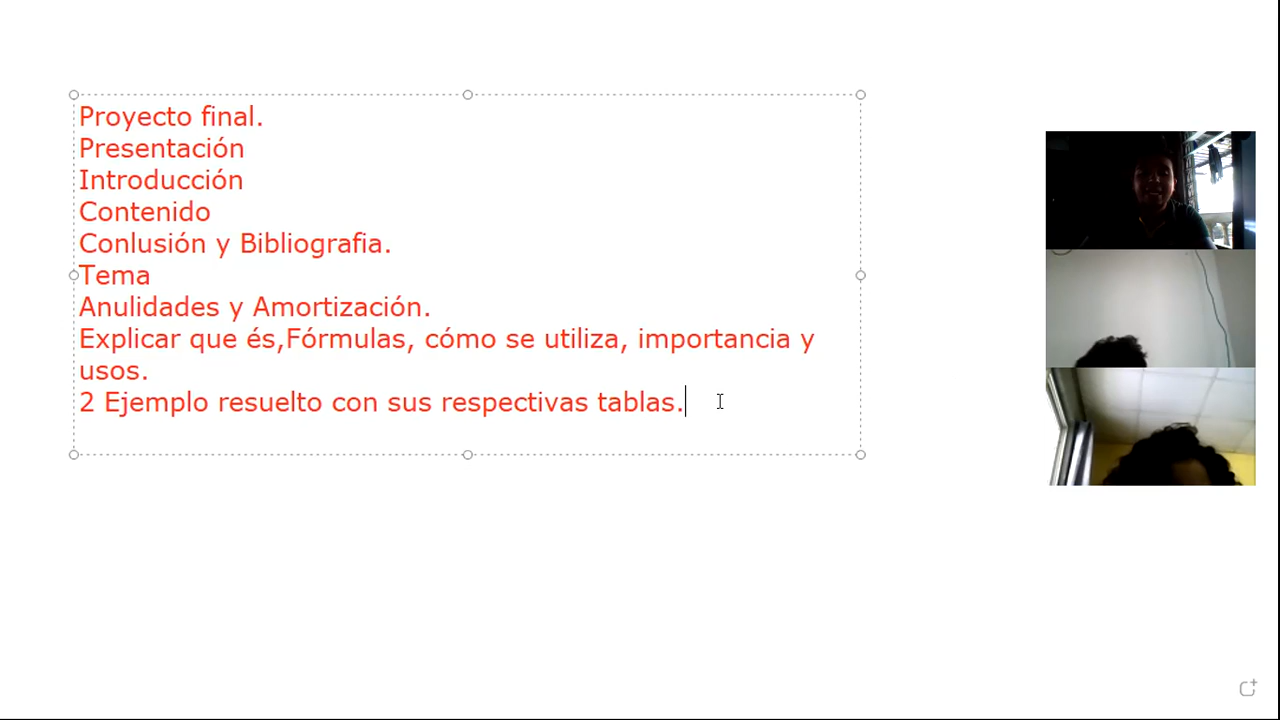 Proyecto final.
Presentación
Introducción
Contenido
Conlusión y Bibliografia.
Tema
Anulidades y Amortización.
Explicar que és,Fórmulas, cómo se utiliza, importancia y
usos.
2 Ejemplo resuelto con sus respectivas tablas.